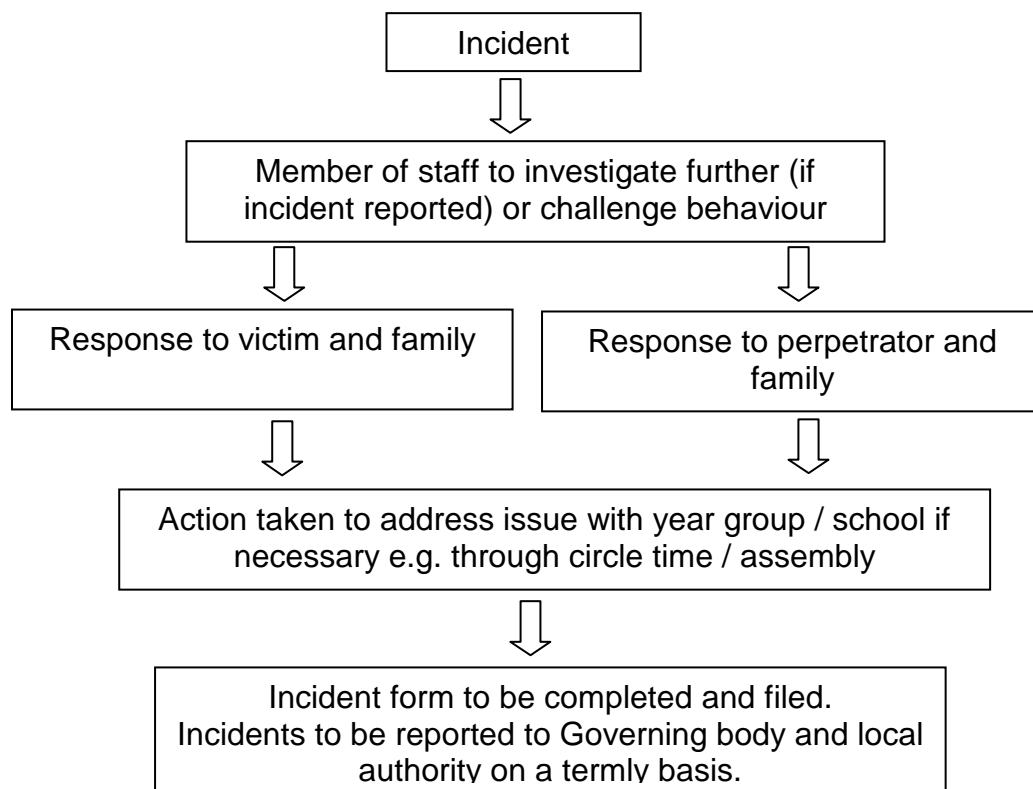 Incident
Member of staff to investigate further (if
incident reported) or challenge behaviour
Response to victim and family
Response to perpetrator and
family
Action taken to address issue with year group / school if
necessary e.g. through circle time / assembly
Incident form to be completed and filed.
Incidents to be reported to Governing body and local
authority on a termly basis.